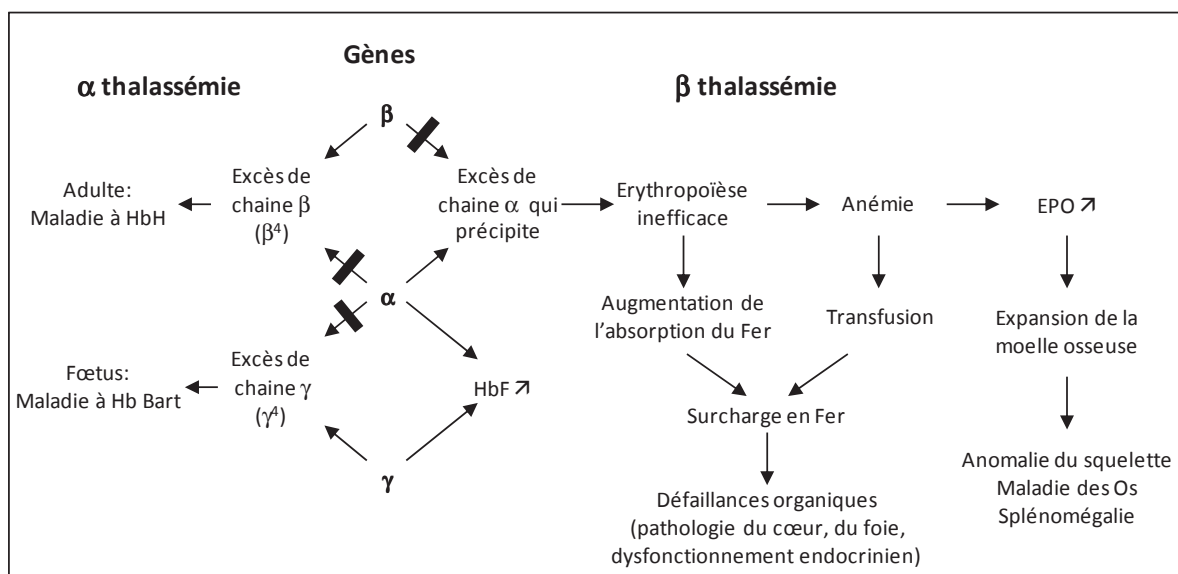 Gènes
α thalassémie
β thalassémie
β
Adulte:
Maladie à HbH
Excès de
chaine β
(β⁴)
Excès de
chaine α qui
précipite
Erythropoïèse
inefficace
Anémie
EPO ↗
α
Augmentation de
l’absorption du Fer
Transfusion
Expansion de la
moelle osseuse
Fœtus:
Maladie à Hb Bart
Excès de
chaine γ
(γ⁴)
HbF ↗
Surcharge en Fer
γ
Anomalie du squelette
Maladie des Os
Splénomégalie
Défaillances organiques
(pathologie du cœur, du foie,
dysfonctionnement endocrinien)